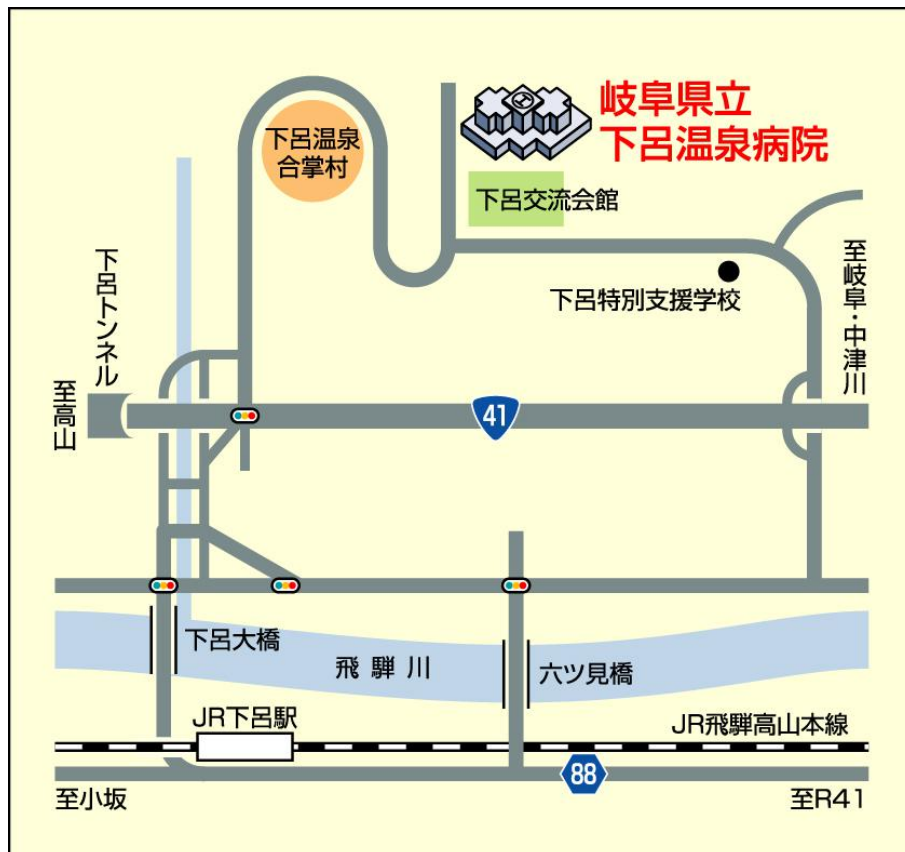 岐阜県立
下呂温泉病院
下呂温泉
合掌村
下呂交流会館
下呂特別支援学校
下呂トンネル
至高山
至岐阜・中津川
41
下呂大橋
飛騨川
六ツ見橋
JR下呂駅
JR飛騨高山本線
88
至小坂
至R41